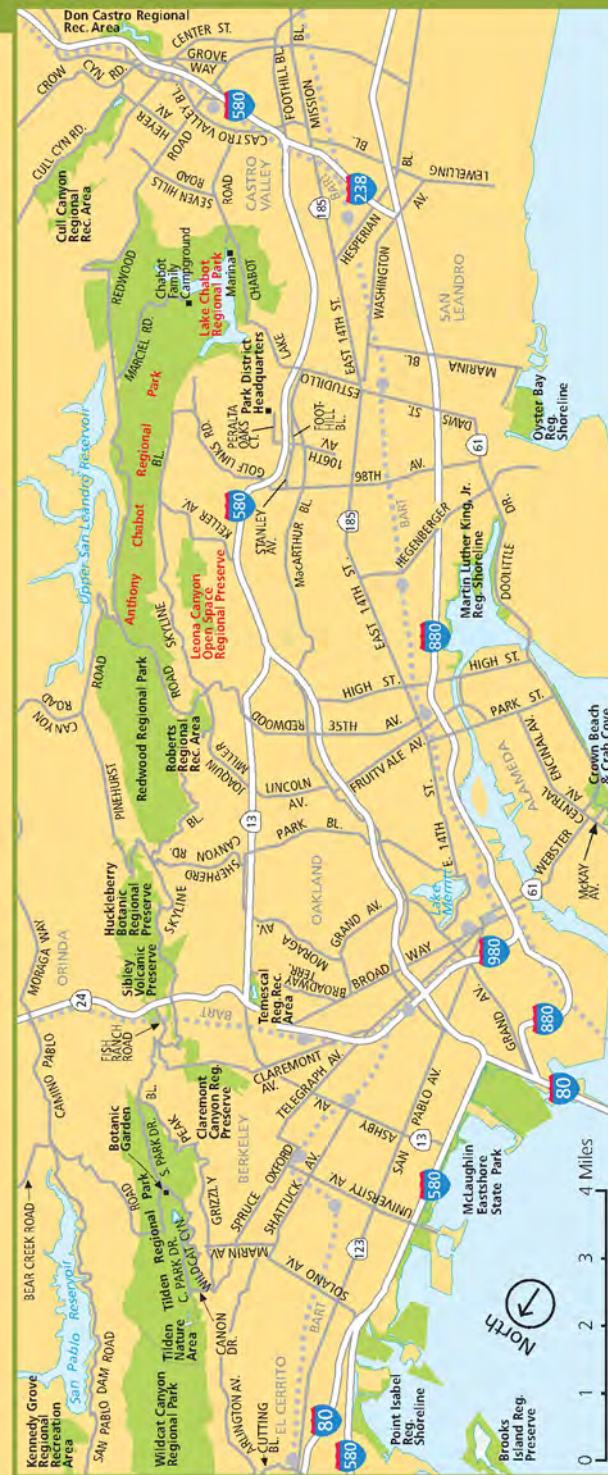 Kennedy Grove
Regional
Recreation
Area
BEAR CREEK ROAD
San Pablo Reservoir
SAN PABLO DAM ROAD
CAMINO PABLO
MORAGA WAY
ORINDA
24
Wildcat Canyon
Regional Park
Tilden
Nature
Area
Tilden Regional Park
Botanic
Garden
ROAD
C. PARK DR.
S. PARK DR.
WILDCAT CYN.
CANON
DR.
GRIZZLY
PEAK
BL.
FISH
RANCH
ROAD
BART
Sibley
Volcanic
Preserve
Huckleberry
Botanic
Regional
Preserve
SKYLINE
BL.
PINEHURST
ROAD
CANYON
ROAD
Redwood Regional Park
Roberts
Regional
Rec. Area
Upper San Leandro Reservoir
Anthony Chabot Regional Park
SKYLINE
BL.
ROAD
REDWOOD
MARCIEL RD.
Chabot
Family
Campground
Lake Chabot
Regional Park
Marina
Cull Canyon
Regional
Rec. Area
CULL CYN RD.
CROW
CYN RD.
Don Castro Regional
Rec. Area
CENTER ST.
GROVE
WAY
HEYER
AV.
ROAD
SEVEN HILLS
ROAD
CASTRO VALLEY BL.
CASTRO
VALLEY
LAKE
CHABOT
ROAD
580
FOOTHILL BL.
MISSION
BL.
238
BART
185
HESPERIAN
BL.
LEWELLING
BL.
WASHINGTON
AV.
EAST 14TH ST.
SAN
LEANDRO
MARINA
BL.
Oyster Bay
Reg.
Shoreline
ESTUDILLO
DAVIS
ST.
61
Park District
Headquarters
PERALTA
OAKS
CT.
FOOT-
HILL
BL.
106TH
AV.
98TH
AV.
STANLEY
AV.
GOLF LINKS RD.
KELLER AV.
580
Leona Canyon
Open Space
Regional Preserve
MacARTHUR BL.
185
BART
EAST 14TH ST.
HEGENBERGER
880
Martin Luther King, Jr.
Reg. Shoreline
DOOLITTLE DR.
HIGH ST.
HIGH ST.
REDWOOD
ROAD
35TH
AV.
JOAQUIN
MILLER
LINCOLN
AV.
FRUITVALE AV.
PARK ST.
ALAMEDA
ENCINAL AV.
CENTRAL
AV.
Crown Beach
& Crab Cove
McKAY
AV.
WEBSTER
61
13
PARK BL.
SHEPHERD
CANYON
RD.
OAKLAND
MORAGA
AV.
GRAND AV.
BROADWAY
TERR.
BROADWAY
Lake
Merritt
E. 14TH
ST.
980
880
GRAND AV.
80
Temescal
Reg. Rec.
Area
Claremont
Canyon Reg.
Preserve
CLAREMONT
AV.
TELEGRAPH AV.
ASHBY
AV.
13
SAN PABLO AV.
BERKELEY
SPRUCE
OXFORD
SHATTUCK
AV.
UNIVERSITY AV.
580
McLaughlin
Eastshore
State Park
MARIN AV.
SOLANO AV.
123
BART
ARLINGTON AV.
CUTTING
BL.
EL CERRITO
80
580
Point Isabel
Reg.
Shoreline
Brooks
Island Reg.
Preserve
North
0 1 2 3 4 Miles